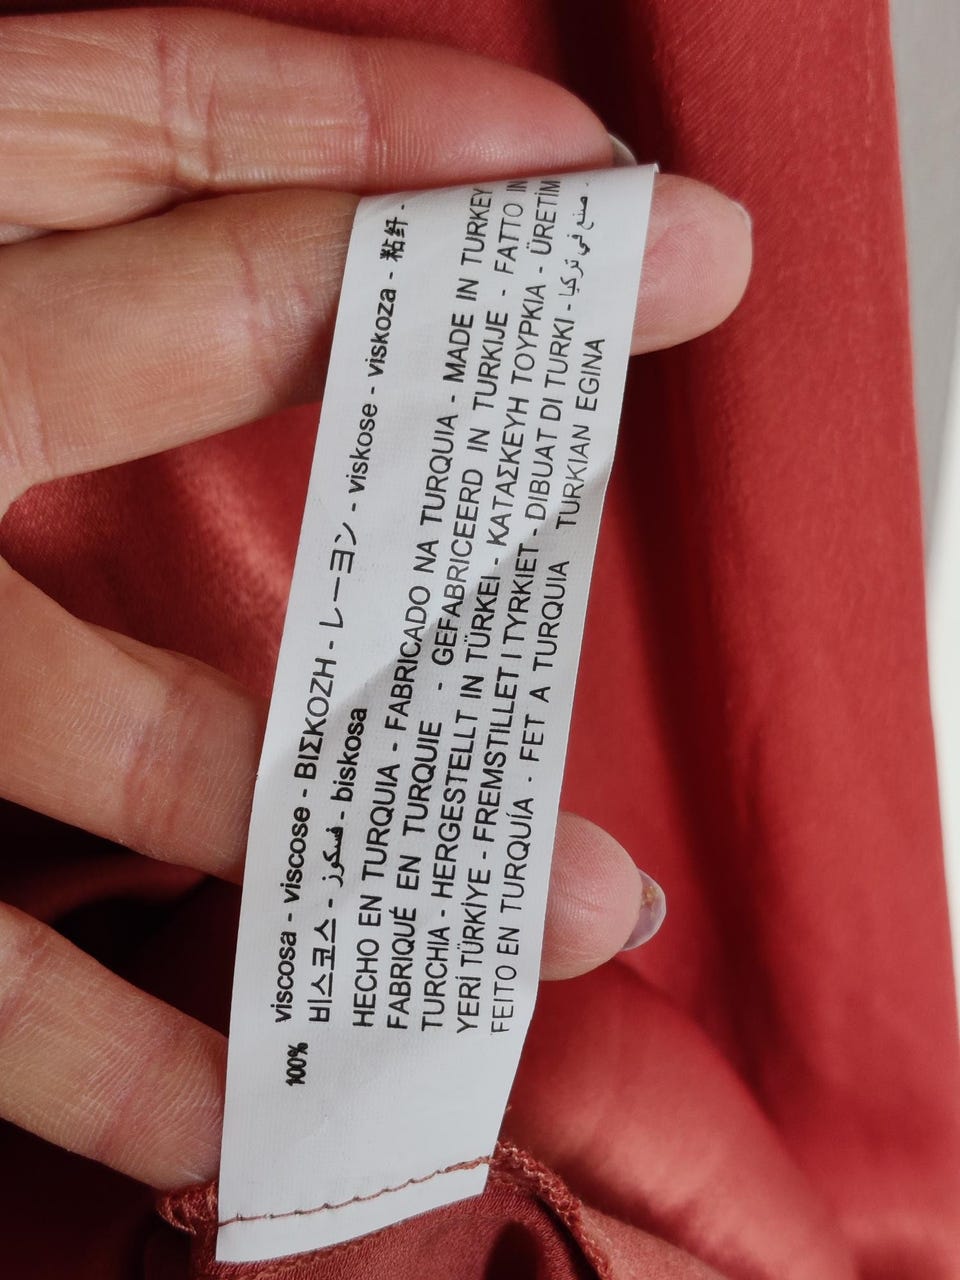 100% viscosa - viscose - ΒΙΣΚΟΖΗ - レーヨン - viskose - viskoza - 粘纤 -
비스코스 - فسكوز - biskosa
HECHO EN TURQUIA - FABRICADO NA TURQUIA - MADE IN TURKEY
FABRIQUÉ EN TURQUIE - GEFABRICEERD IN TURKIJE - FATTO IN
TURCHIA - HERGESTELLT IN TÜRKEI - ΚΑΤΑΣΚΕΥΗ ΤΟΥΡΚΙΑ - ÜRETİM
YERİ TÜRKİYE - FREMSTILLET I TYRKIET - DIBUAT DI TURKI - صنع في تركيا -
FEITO EN TURQUÍA - FET A TURQUIA TURKIAN EGINA